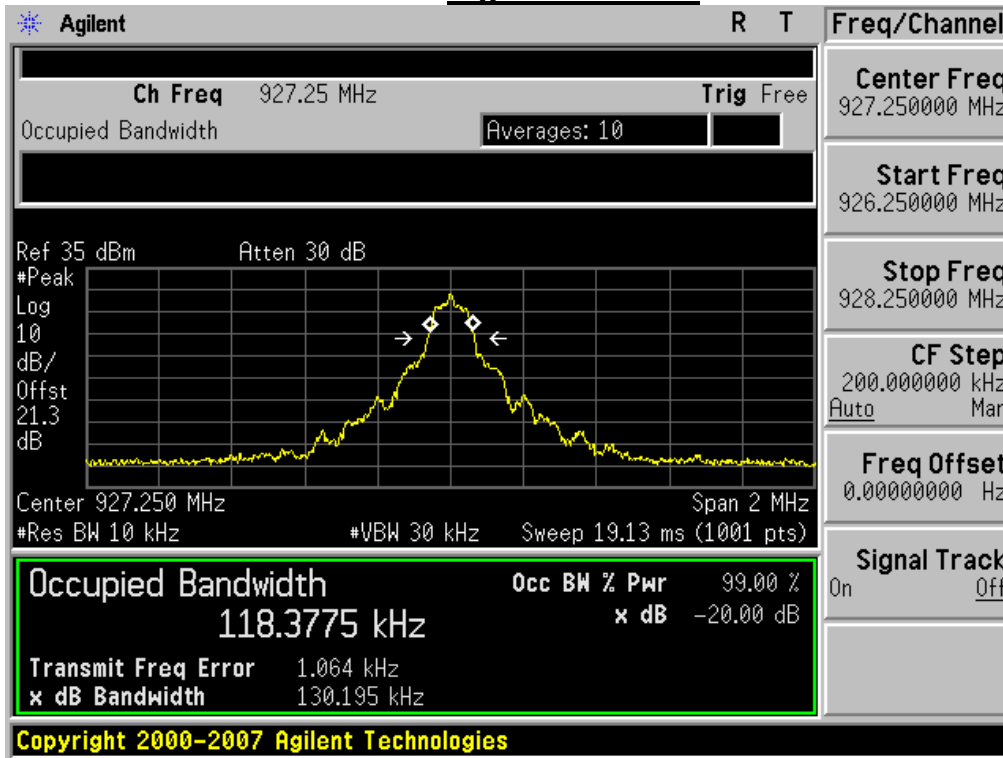 Agilent R T Freq/Channel
Ch Freq 927.25 MHz Trig Free
Occupied Bandwidth Averages: 10
Center Freq
927.250000 MHz
Start Freq
926.250000 MHz
Stop Freq
928.250000 MHz
CF Step
200.000000 kHz
Auto Man
Freq Offset
0.00000000 Hz
Signal Track
On Off
Ref 35 dBm Atten 30 dB
#Peak
Log
10
dB/
Offst
21.3
dB
Center 927.250 MHz Span 2 MHz
#Res BW 10 kHz #VBW 30 kHz Sweep 19.13 ms (1001 pts)
Occupied Bandwidth Occ BW % Pwr 99.00 %
118.3775 kHz x dB -20.00 dB
Transmit Freq Error 1.064 kHz
x dB Bandwidth 130.195 kHz
Copyright 2000-2007 Agilent Technologies